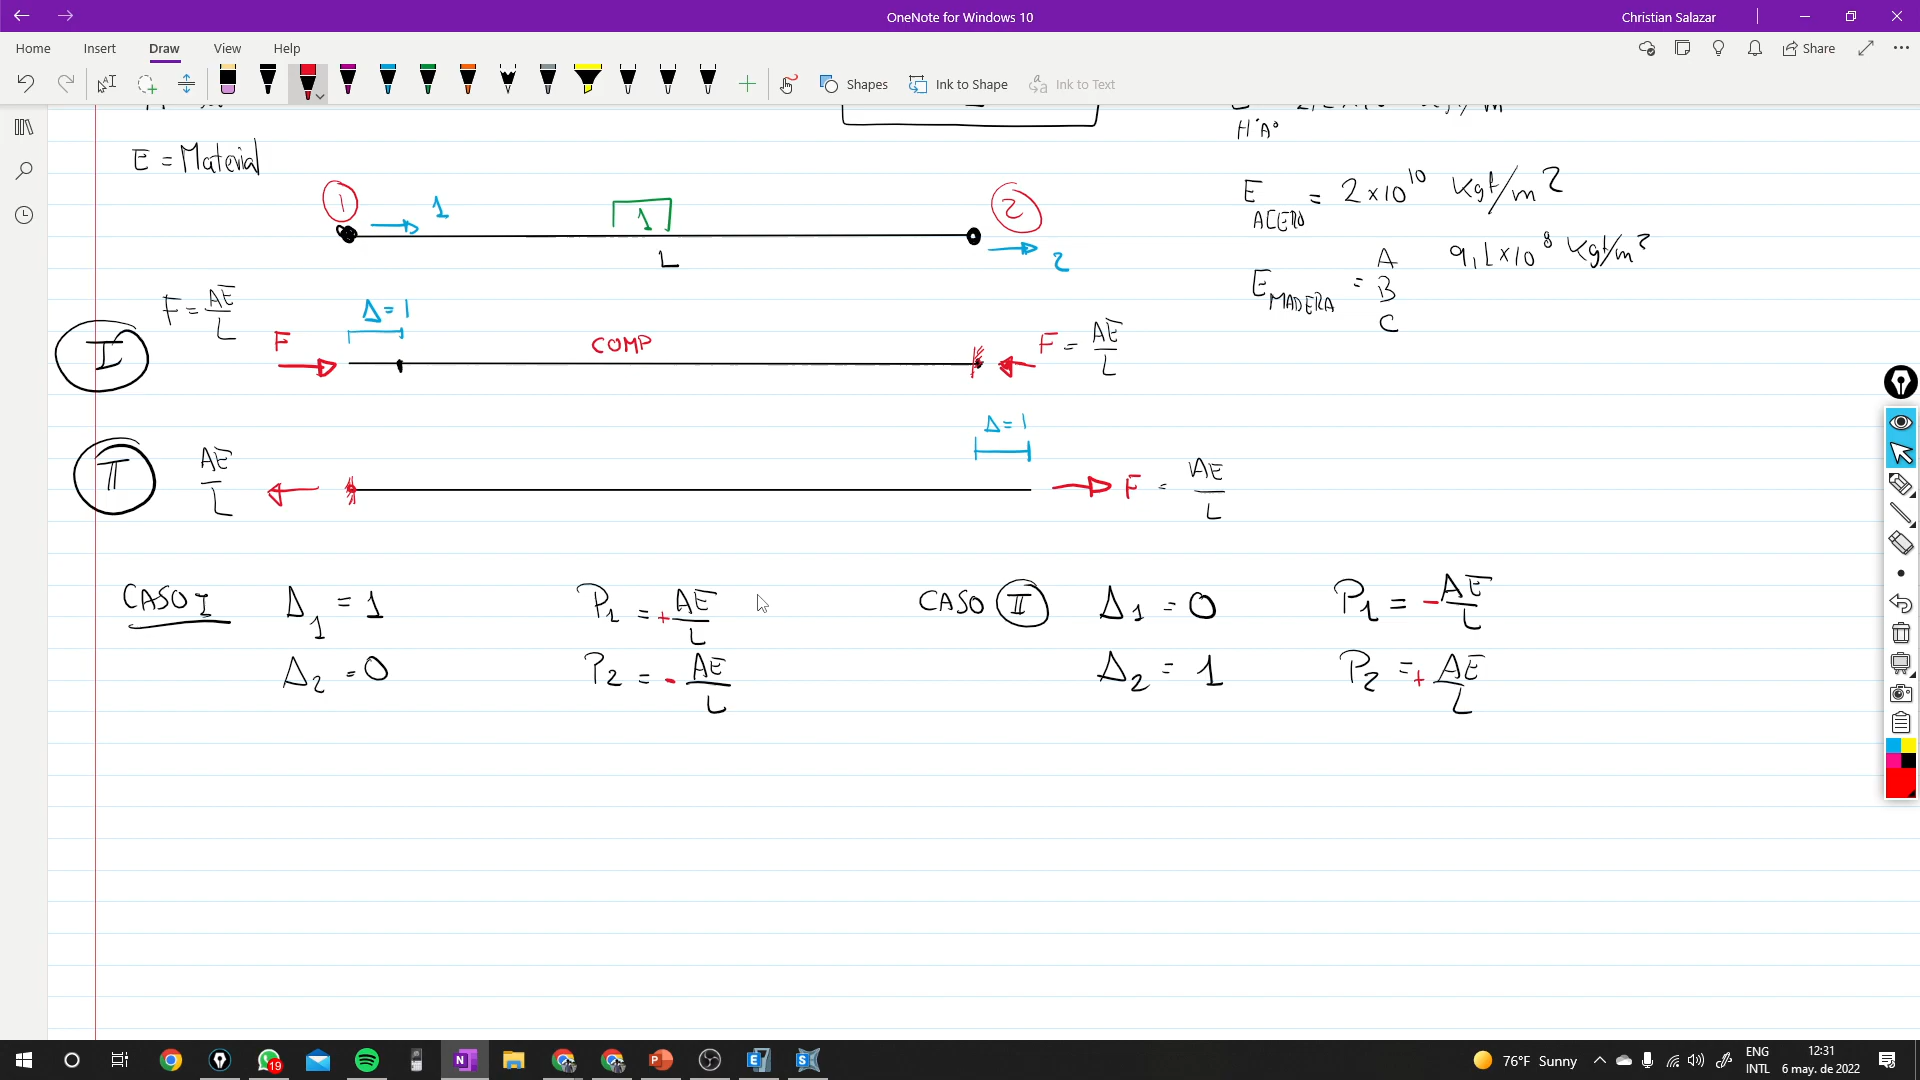 OneNote for Windows 10
Christian Salazar
Home Insert Draw View Help
Share
Shapes
Ink to Shape
Ink to Text
H°A°
E = Material
1
1
1
2
2
L
E ACERO = 2x10^10 Kgf/m2
E MADERA = A B C
x10^8 Kgf/m2
F = AE/L
Δ = 1
I
F
COMP
F = AE/L
Δ = 1
II
AE/L
F = AE/L
CASO I Δ1 = 1 P1 = +AE/L CASO II Δ1 = 0 P1 = -AE/L
Δ2 = 0 P2 = -AE/L Δ2 = 1 P2 = +AE/L
19
76°F Sunny
ENG
INTL
12:31
6 may. de 2022